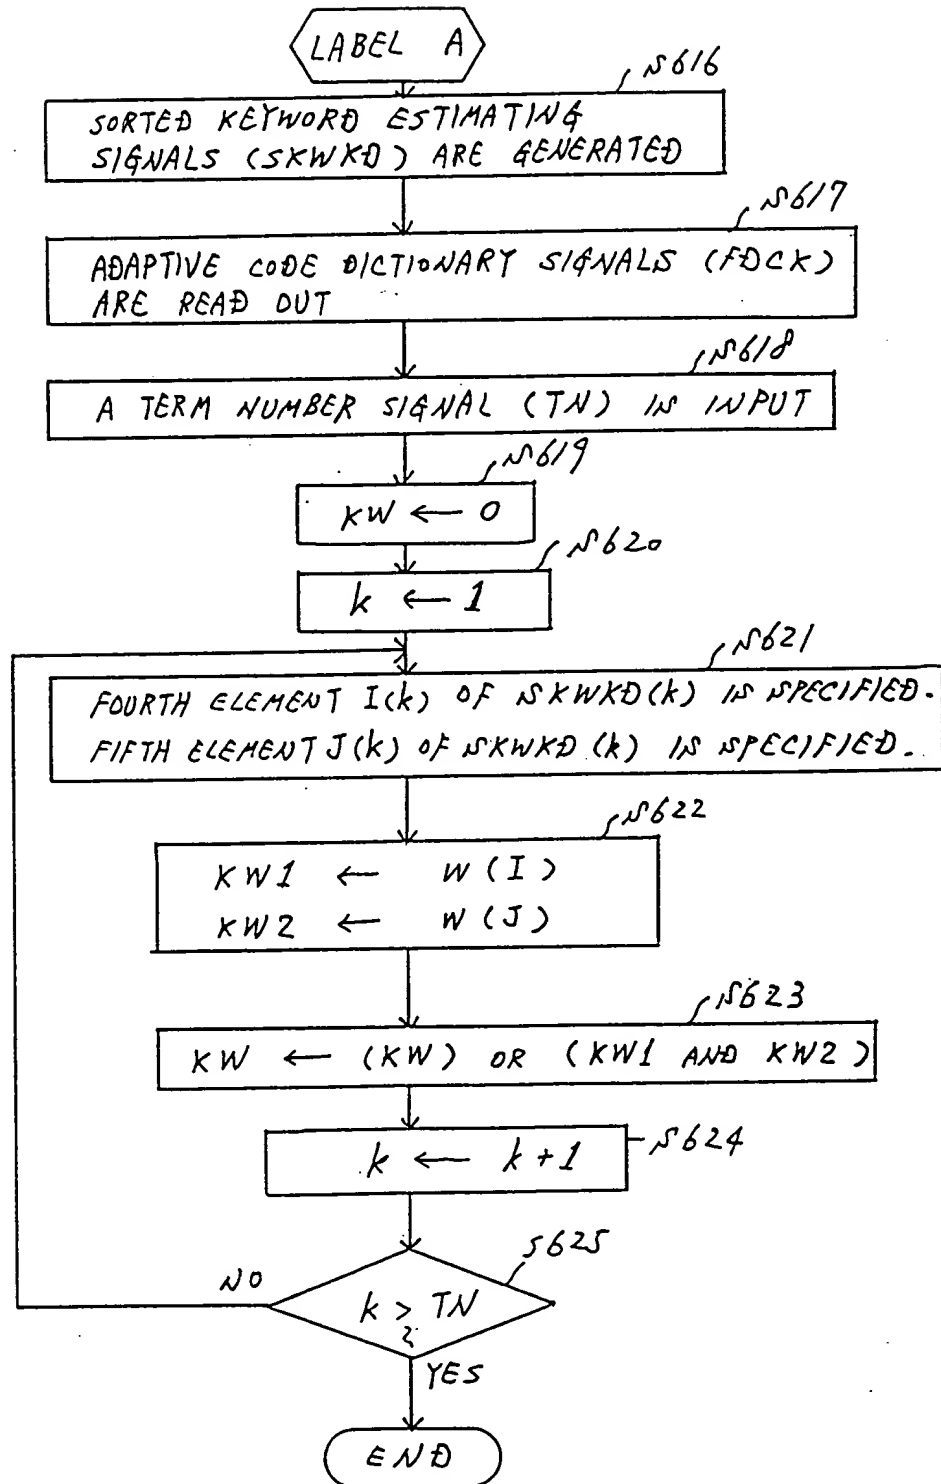 LABEL A
S616
SORTED KEYWORD ESTIMATING
SIGNALS (SKWKD) ARE GENERATED
S617
ADAPTIVE CODE DICTIONARY SIGNALS (FDCK)
ARE READ OUT
S618
A TERM NUMBER SIGNAL (TN) IS INPUT
S619
KW ← 0
S620
k ← 1
S621
FOURTH ELEMENT I(k) OF SKWKD(k) IS SPECIFIED.
FIFTH ELEMENT J(k) OF SKWKD(k) IS SPECIFIED.
S622
KW1 ← W(I)
KW2 ← W(J)
S623
KW ← (KW) OR (KW1 AND KW2)
S624
k ← k+1
S625
NO
k > TN
?
YES
END